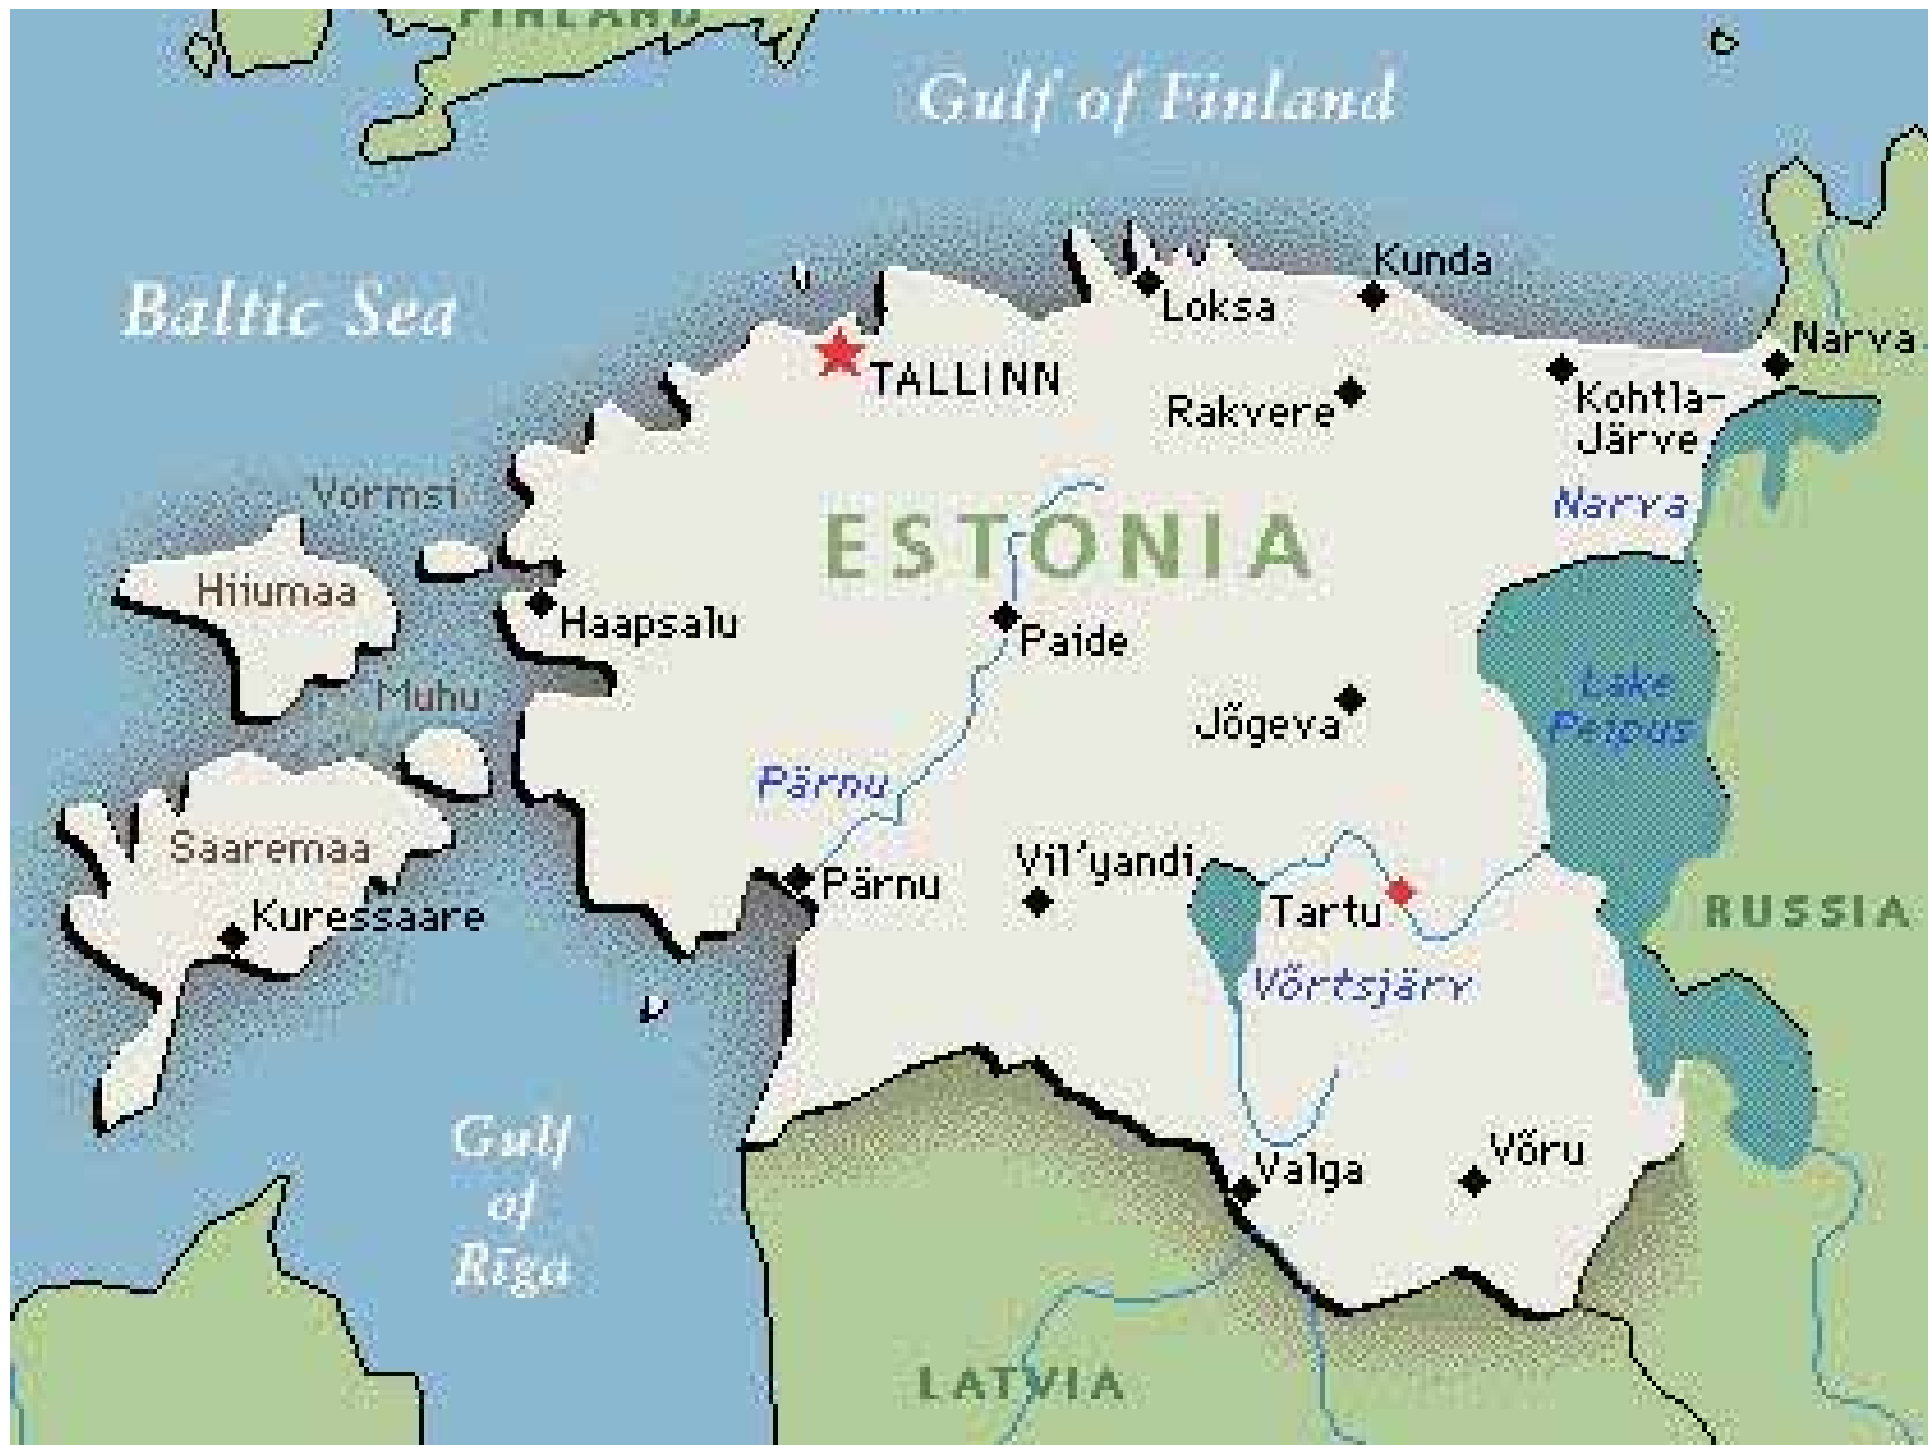 FINLAND
Gulf of Finland
Baltic Sea
Kunda
Loksa
Narva
TALLINN
Rakvere
Kohtla-
Järve
Vormsi
Narva
ESTONIA
Hiiumaa
Haapsalu
Paide
Muhu
Lake
Peipus
Jõgeva
Pärnu
Saaremaa
Vil'yandi
Pärnu
Tartu
Kuressaare
RUSSIA
Võrtsjärv
Gulf
of
Rīga
Võru
Valga
LATVIA